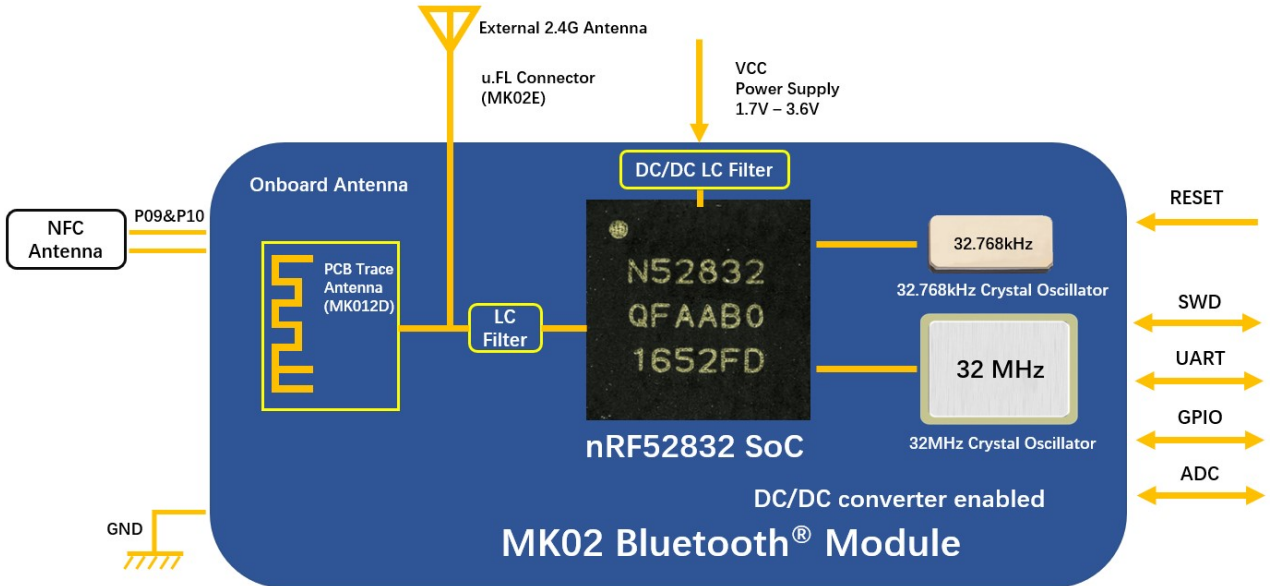 External 2.4G Antenna
u.FL Connector
(MK02E)
VCC
Power Supply
1.7V – 3.6V
DC/DC LC Filter
Onboard Antenna
NFC
Antenna
P09&P10
PCB Trace
Antenna
(MK012D)
LC
Filter
N52832
QFAAB0
1652FD
nRF52832 SoC
32.768kHz
32.768kHz Crystal Oscillator
32 MHz
32MHz Crystal Oscillator
RESET
SWD
UART
GPIO
ADC
GND
DC/DC converter enabled
MK02 Bluetooth® Module